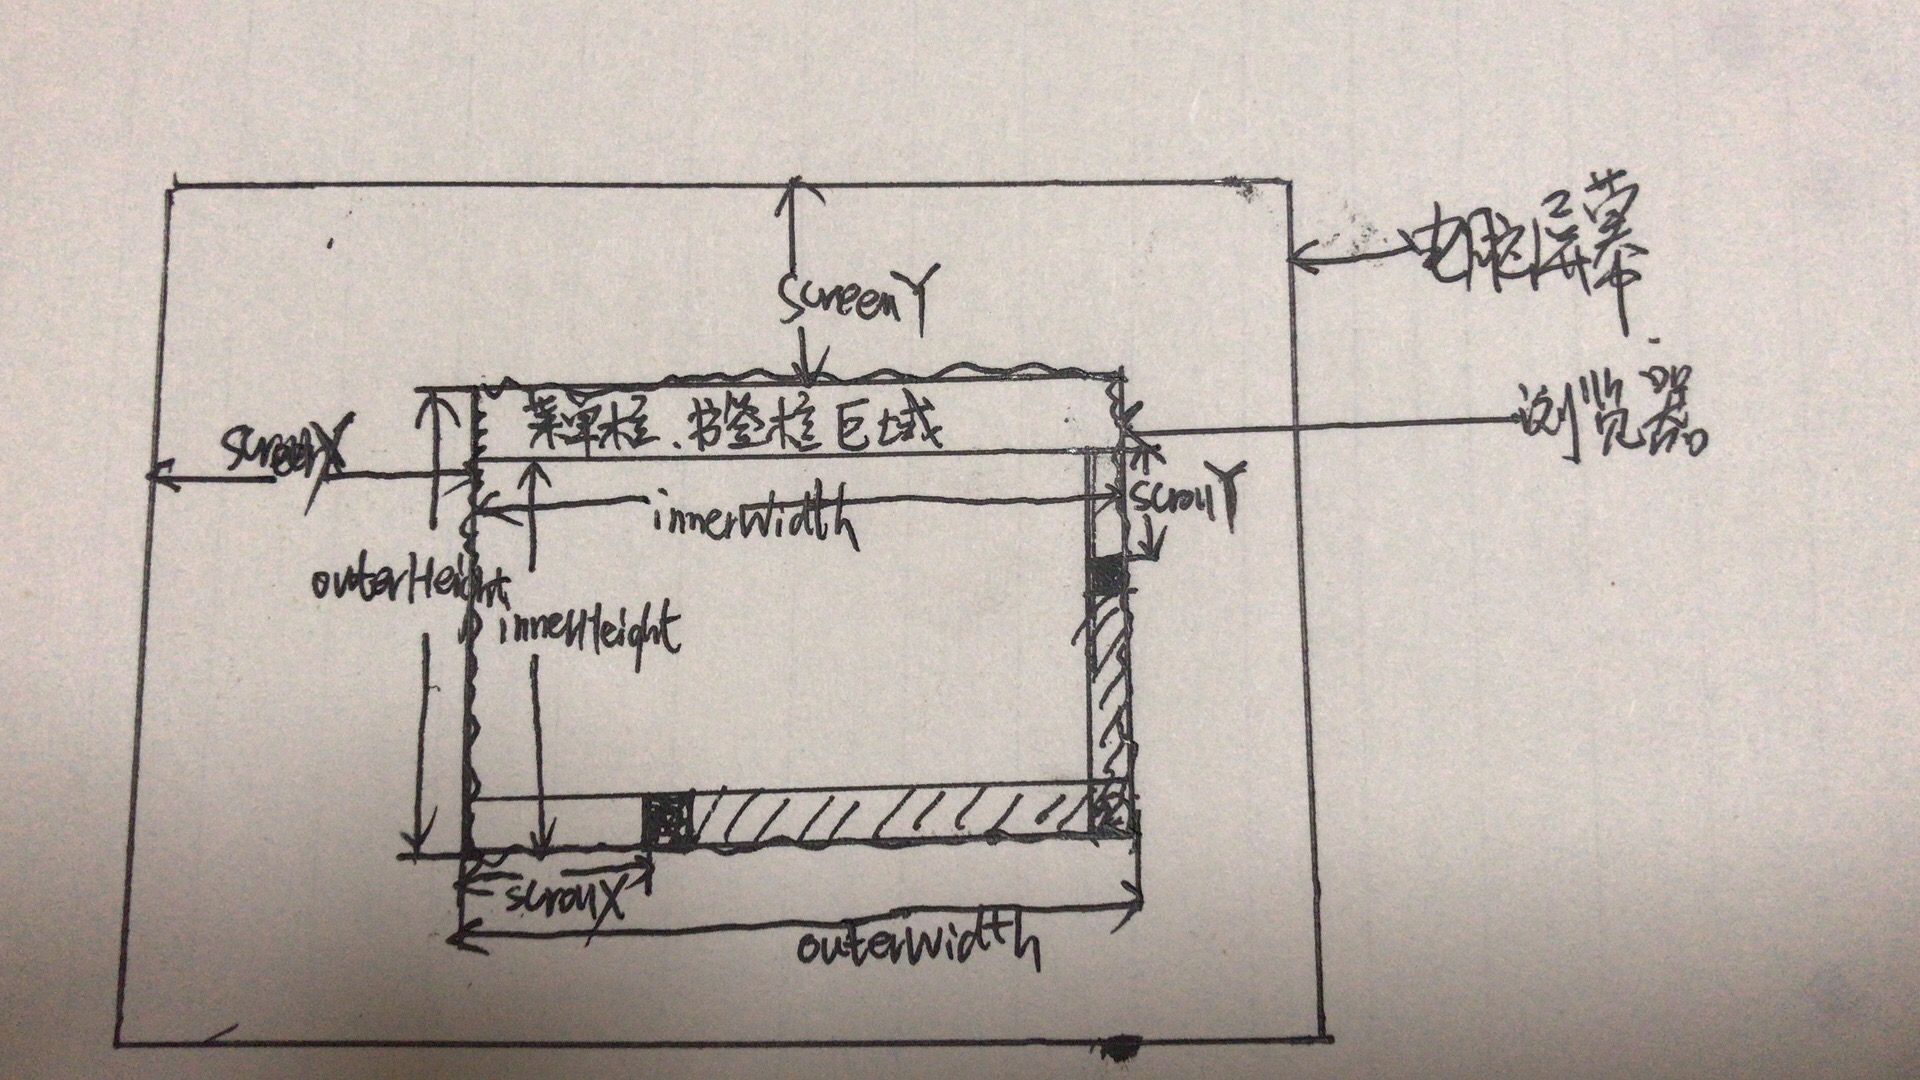 电脑屏幕
screenY
浏览器
菜单栏、书签栏区域
screenX
scrollY
innerWidth
outerHeight
innerHeight
scrollX
outerWidth